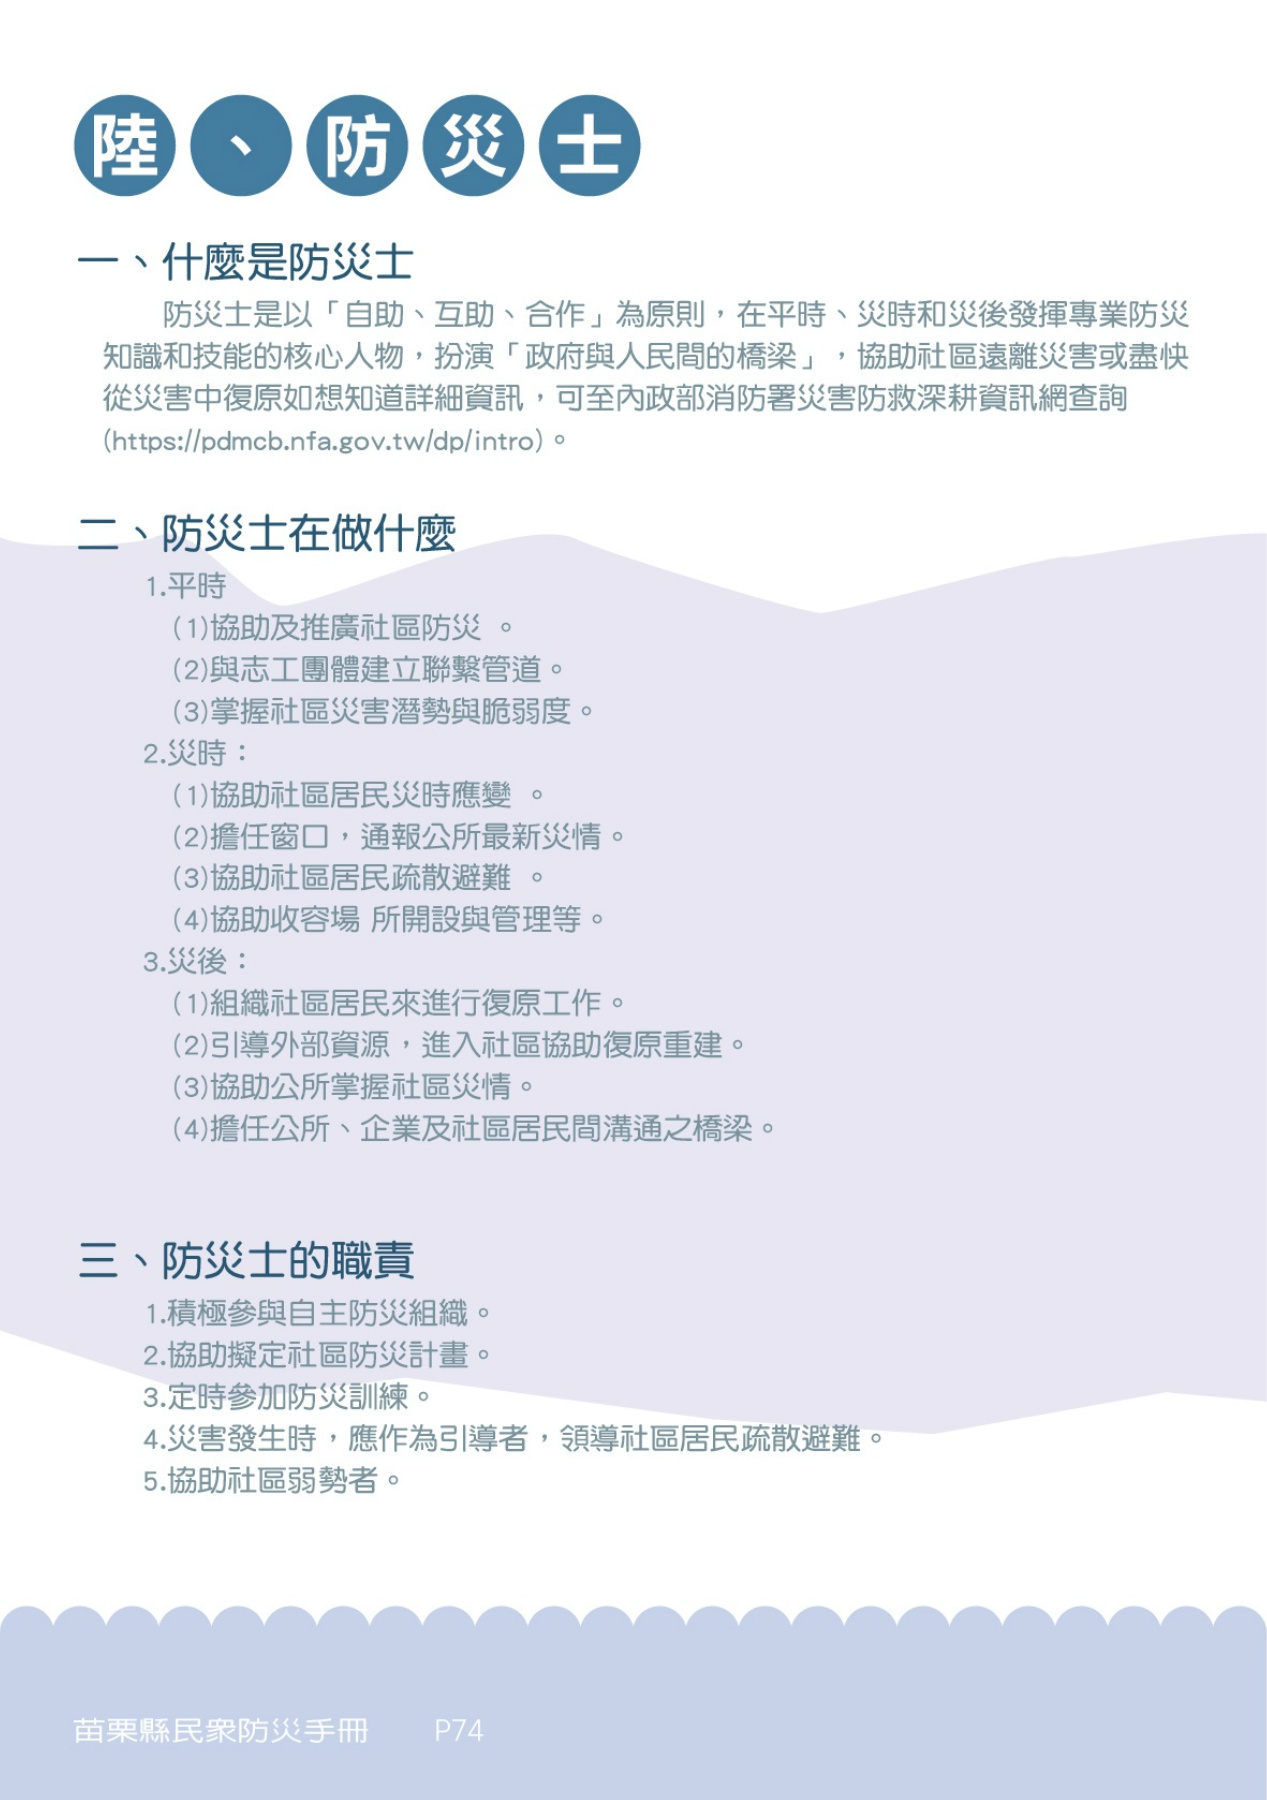 陸、防災士
一、什麼是防災士
防災士是以「自助、互助、合作」為原則，在平時、災時和災後發揮專業防災
知識和技能的核心人物，扮演「政府與人民間的橋梁」，協助社區遠離災害或盡快
從災害中復原如想知道詳細資訊，可至內政部消防署災害防救深耕資訊網查詢
(https://pdmcb.nfa.gov.tw/dp/intro)。
二、防災士在做什麼
1.平時
(1)協助及推廣社區防災 。
(2)與志工團體建立聯繫管道。
(3)掌握社區災害潛勢與脆弱度。
2.災時：
(1)協助社區居民災時應變 。
(2)擔任窗口，通報公所最新災情。
(3)協助社區居民疏散避難 。
(4)協助收容場 所開設與管理等。
3.災後：
(1)組織社區居民來進行復原工作。
(2)引導外部資源，進入社區協助復原重建。
(3)協助公所掌握社區災情。
(4)擔任公所、企業及社區居民間溝通之橋梁。
三、防災士的職責
1.積極參與自主防災組織。
2.協助擬定社區防災計畫。
3.定時參加防災訓練。
4.災害發生時，應作為引導者，領導社區居民疏散避難。
5.協助社區弱勢者。
苗栗縣民眾防災手冊 P74